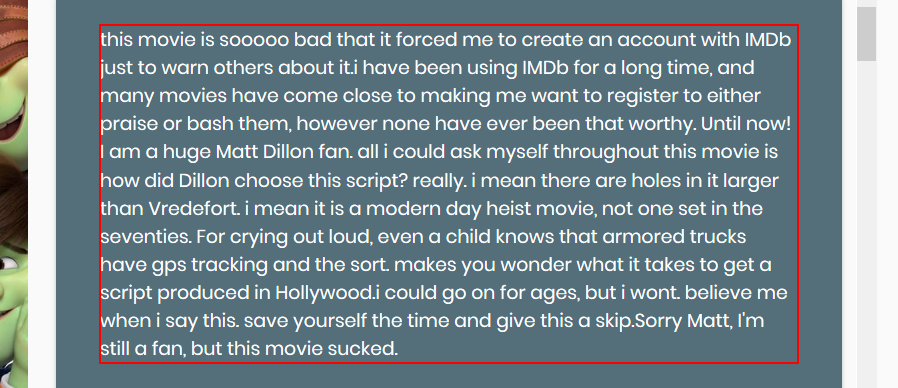 this movie is sooooo bad that it forced me to create an account with IMDb
just to warn others about it.i have been using IMDb for a long time, and
many movies have come close to making me want to register to either
praise or bash them, however none have ever been that worthy. Until now!
I am a huge Matt Dillon fan. all i could ask myself throughout this movie is
how did Dillon choose this script? really. i mean there are holes in it larger
than Vredefort. i mean it is a modern day heist movie, not one set in the
seventies. For crying out loud, even a child knows that armored trucks
have gps tracking and the sort. makes you wonder what it takes to get a
script produced in Hollywood.i could go on for ages, but i wont. believe me
when i say this. save yourself the time and give this a skip.Sorry Matt, I'm
still a fan, but this movie sucked.